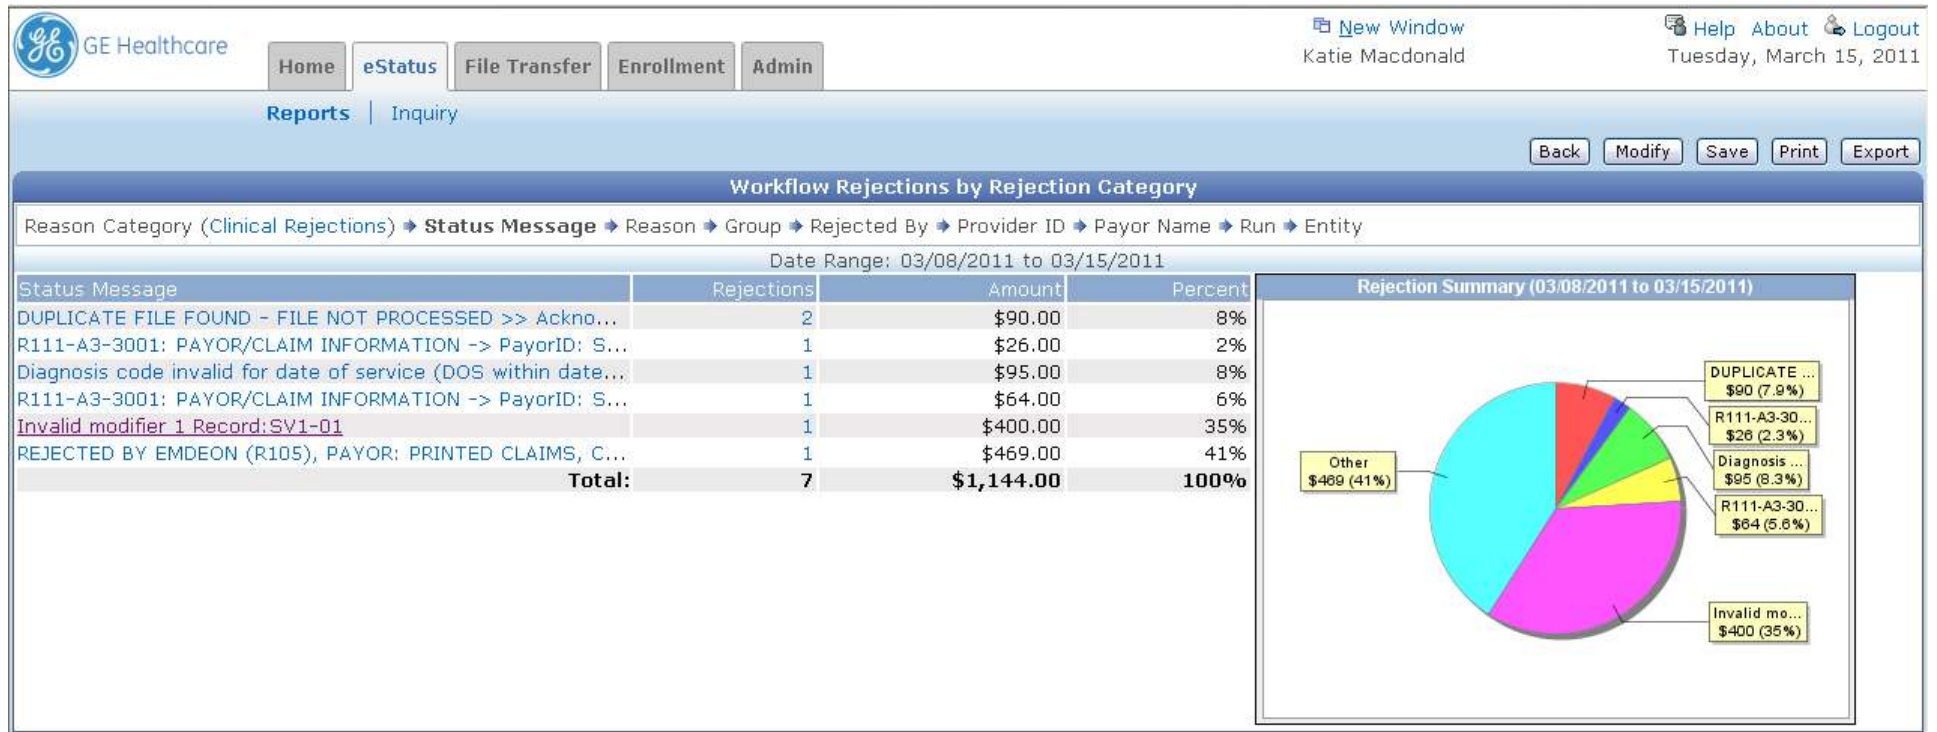 GE Healthcare
Home eStatus File Transfer Enrollment Admin
New Window
Katie Macdonald
Help About Logout
Tuesday, March 15, 2011
Reports | Inquiry
Back Modify Save Print Export
Workflow Rejections by Rejection Category
Reason Category (Clinical Rejections) Status Message Reason Group Rejected By Provider ID Payor Name Run Entity
Date Range: 03/08/2011 to 03/15/2011
Status Message Rejections Amount Percent
DUPLICATE FILE FOUND - FILE NOT PROCESSED >> Ackno... 2 $90.00 8%
R111-A3-3001: PAYOR/CLAIM INFORMATION -> PayorID: S... 1 $26.00 2%
Diagnosis code invalid for date of service (DOS within date... 1 $95.00 8%
R111-A3-3001: PAYOR/CLAIM INFORMATION -> PayorID: S... 1 $64.00 6%
Invalid modifier 1 Record:SV1-01 1 $400.00 35%
REJECTED BY EMDEON (R105), PAYOR: PRINTED CLAIMS, C... 1 $469.00 41%
Total: 7 $1,144.00 100%
Rejection Summary (03/08/2011 to 03/15/2011)
DUPLICATE ...
$90 (7.9%)
R111-A3-30...
$26 (2.3%)
Diagnosis ...
$95 (8.3%)
R111-A3-30...
$64 (5.6%)
Other
$469 (41%)
Invalid mo...
$400 (35%)